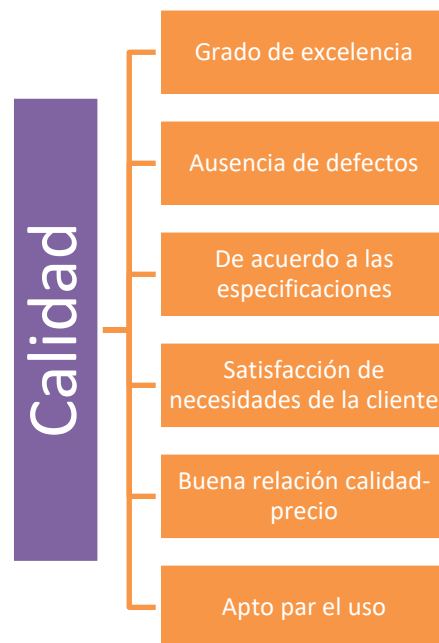 Calidad
Grado de excelencia
Ausencia de defectos
De acuerdo a las
especificaciones
Satisfacción de
necesidades de la cliente
Buena relación calidad-
precio
Apto par el uso